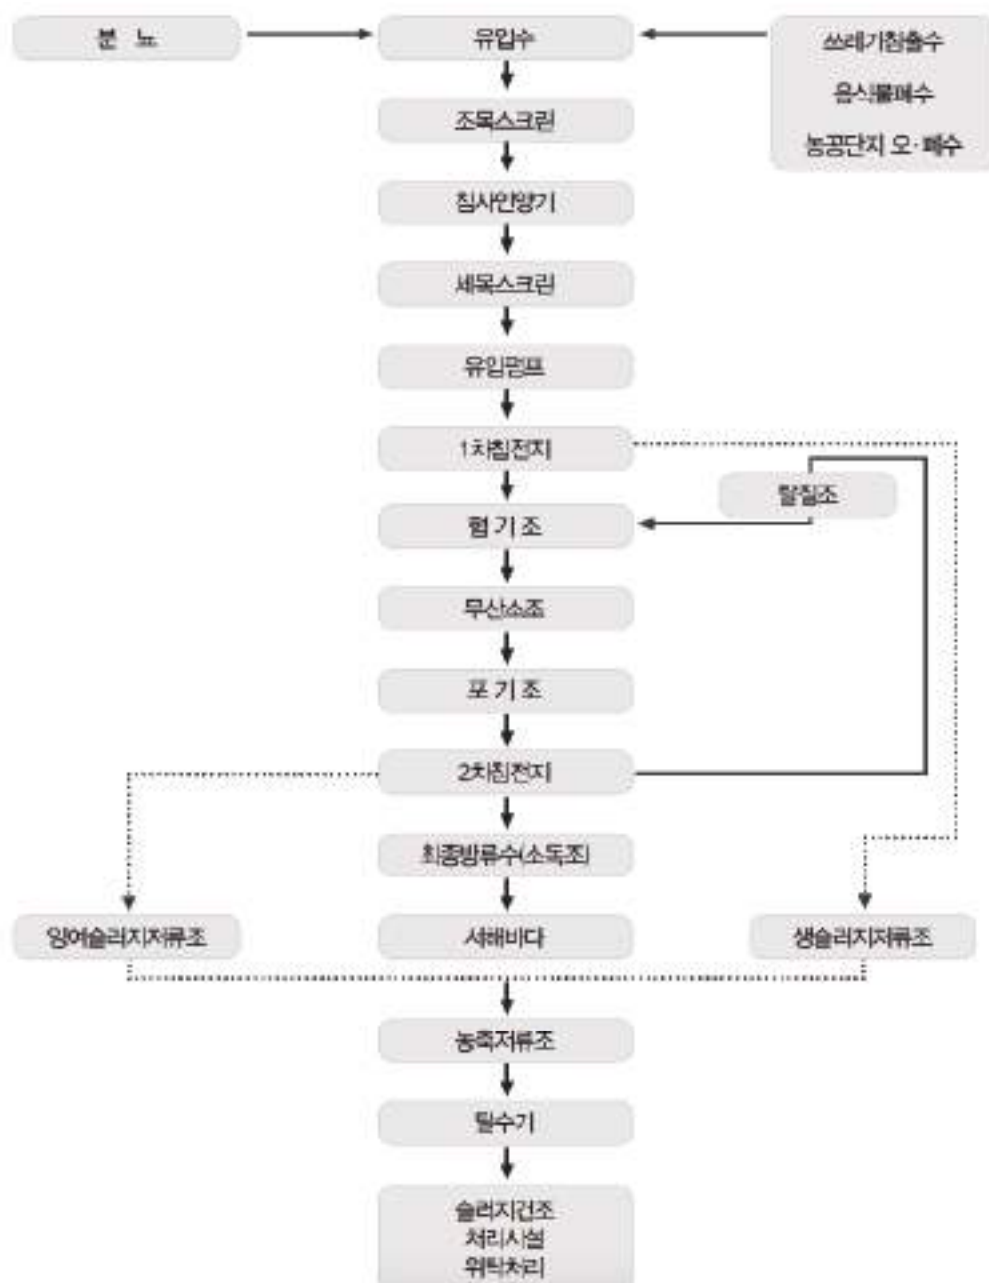 분 뇨
유입수
쓰레기침출수
음식물폐수
농공단지 오·폐수
조목스크린
침사인양기
세목스크린
유입펌프
1차침전지
탈질조
혐기조
무산소조
포기조
2차침전지
최종방류수(소독조)
잉여슬러지저류조
서해바다
생슬러지저류조
농축저류조
탈수기
슬러지건조
처리시설
위탁처리